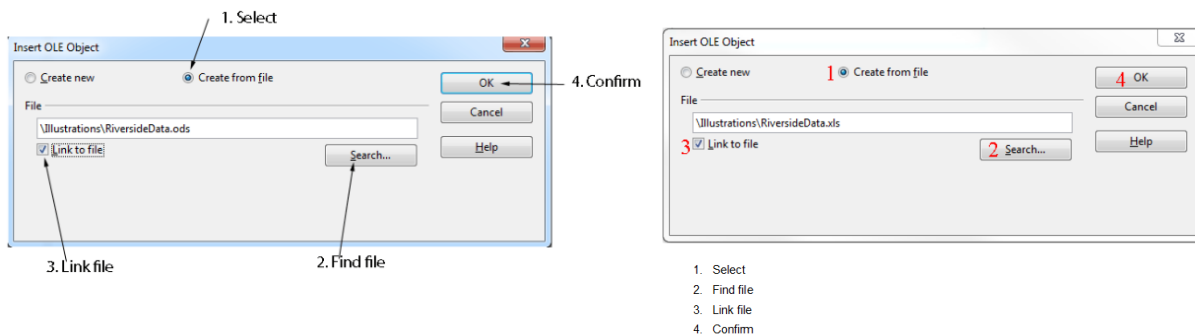 1. Select
Insert OLE Object
Create new
Create from file
OK
4. Confirm
File
Cancel
\Illustrations\RiversideData.ods
Link to file
Search...
Help
3. Link file
2. Find file
Insert OLE Object
Create new
1 Create from file
4 OK
File
Cancel
\Illustrations\RiversideData.xls
3 Link to file
2 Search...
Help
1. Select
2. Find file
3. Link file
4. Confirm